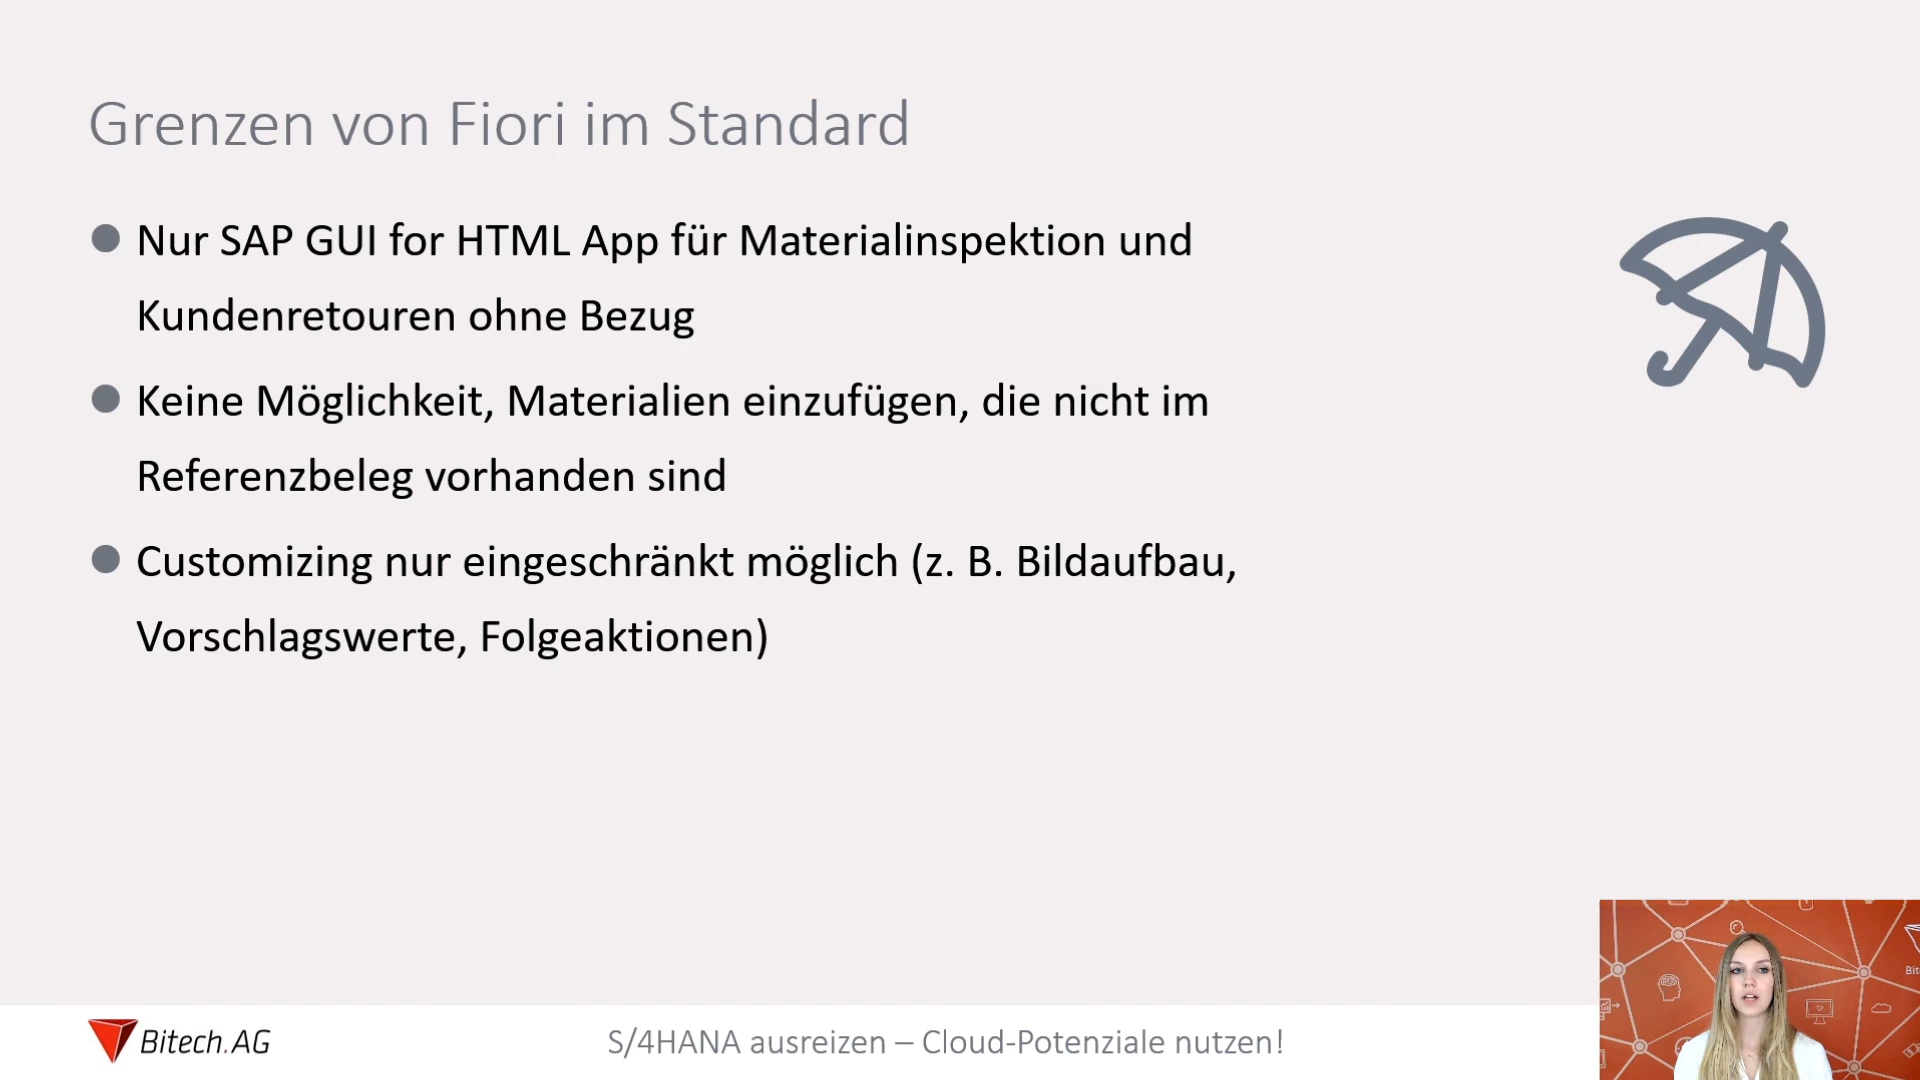 Grenzen von Fiori im Standard
Nur SAP GUI for HTML App für Materialinspektion und
Kundenretouren ohne Bezug
Keine Möglichkeit, Materialien einzufügen, die nicht im
Referenzbeleg vorhanden sind
Customizing nur eingeschränkt möglich (z. B. Bildaufbau,
Vorschlagswerte, Folgeaktionen)
Bitech.AG
S/4HANA ausreizen – Cloud-Potenziale nutzen!